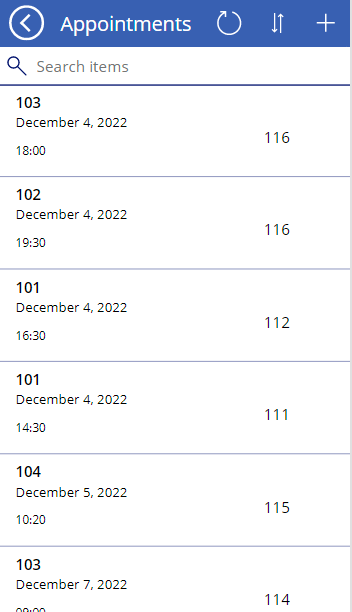 Appointments
Search items
103
December 4, 2022
116
18:00
102
December 4, 2022
116
19:30
101
December 4, 2022
112
16:30
101
December 4, 2022
111
14:30
104
December 5, 2022
115
10:20
103
December 7, 2022
114
09:00